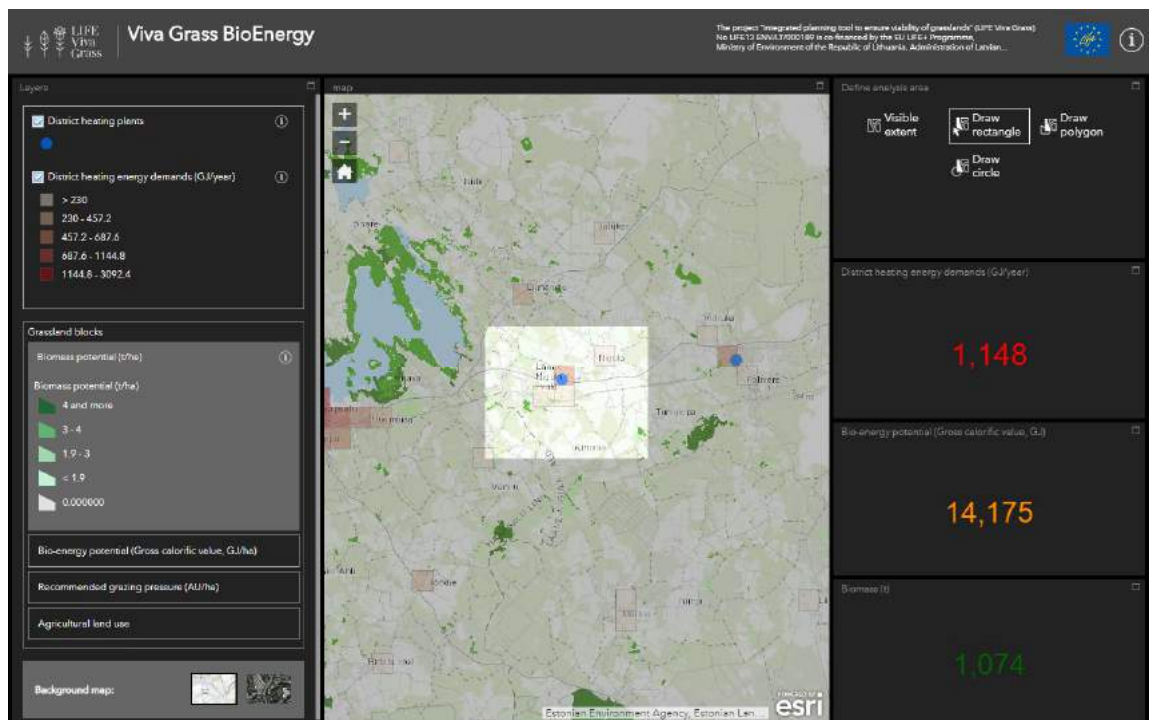 LIFE
Viva
Grass
Viva Grass BioEnergy
The project "Integrated planning tool to ensure viability of grasslands" (LIFE Viva Grass)
No LIFE13 ENV/LT/000189 is co-financed by the EU LIFE+ Programme,
Ministry of Environment of the Republic of Lithuania, Administration of Latvian...
Layers
District heating plants
District heating energy demands (GJ/year)
> 230
230 - 457.2
457.2 - 687.6
687.6 - 1144.8
1144.8 - 3092.4
Grassland blocks
Biomass potential (t/ha)
Biomass potential (t/ha)
4 and more
3 - 4
1.9 - 3
< 1.9
0.000000
Bio-energy potential (Gross calorific value, GJ/ha)
Recommended grazing pressure (AU/ha)
Agricultural land use
Background map:
map
+
−
Estonian Environment Agency, Estonian Lan...
POWERED BY
esri
Define analysis area
Visible
extent
Draw
rectangle
Draw
polygon
Draw
circle
District heating energy demands (GJ/year)
1,148
Bio-energy potential (Gross calorific value, GJ)
14,175
Biomass (t)
1,074